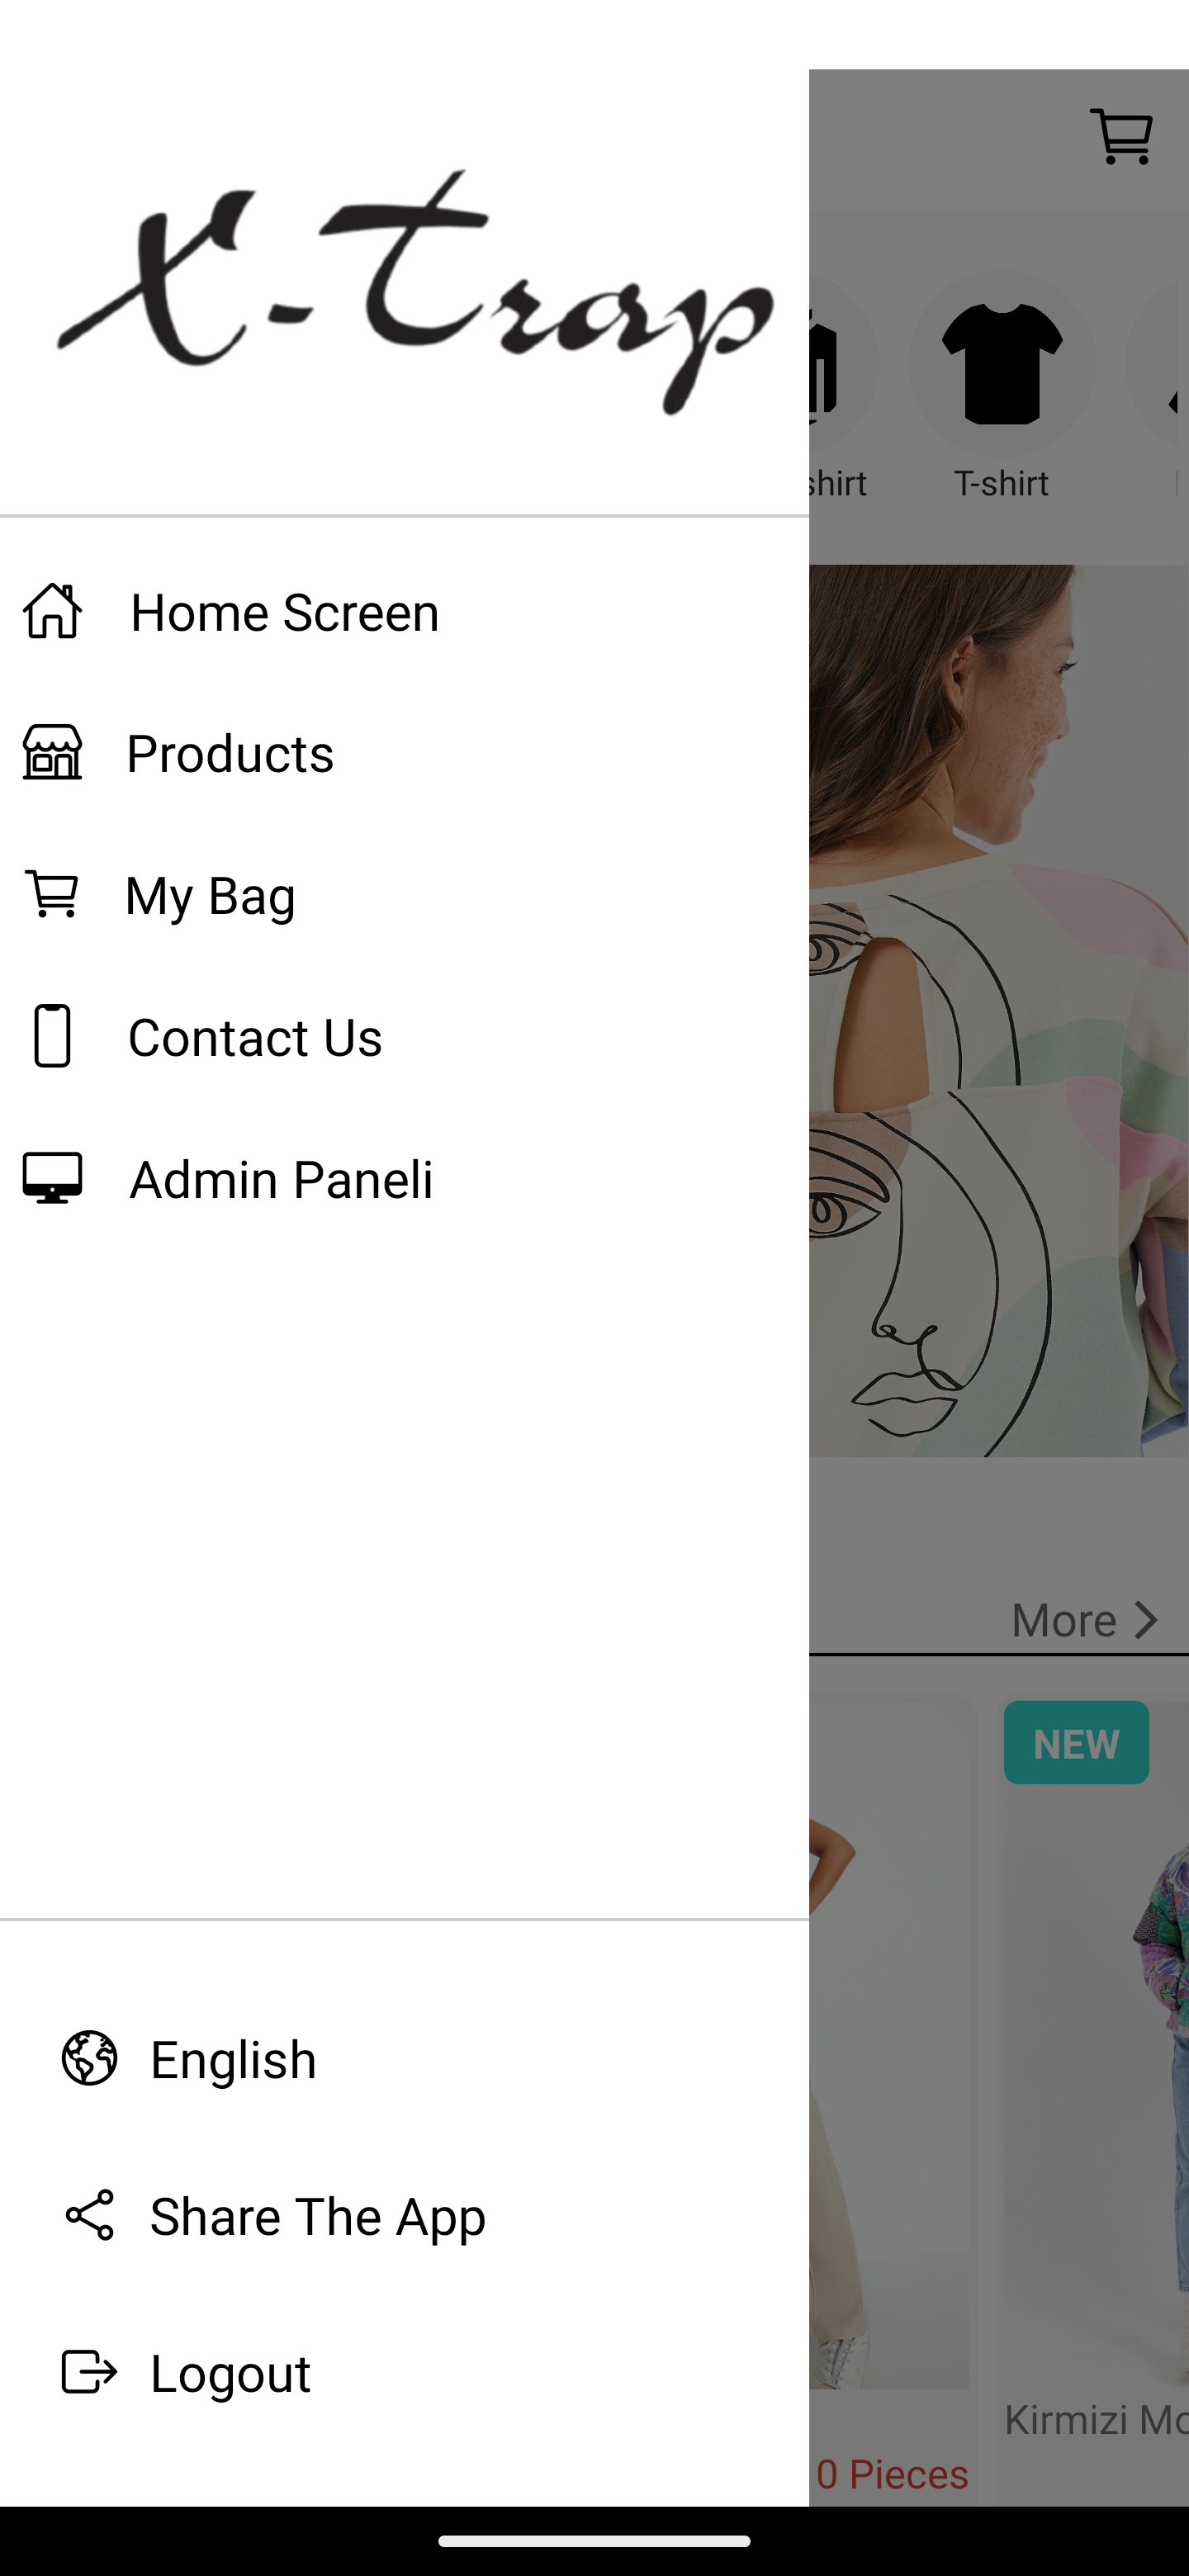 X-Trap
Home Screen
Products
My Bag
Contact Us
Admin Paneli
English
Share The App
Logout
shirt
T-shirt
More
NEW
Kirmizi
0 Pieces